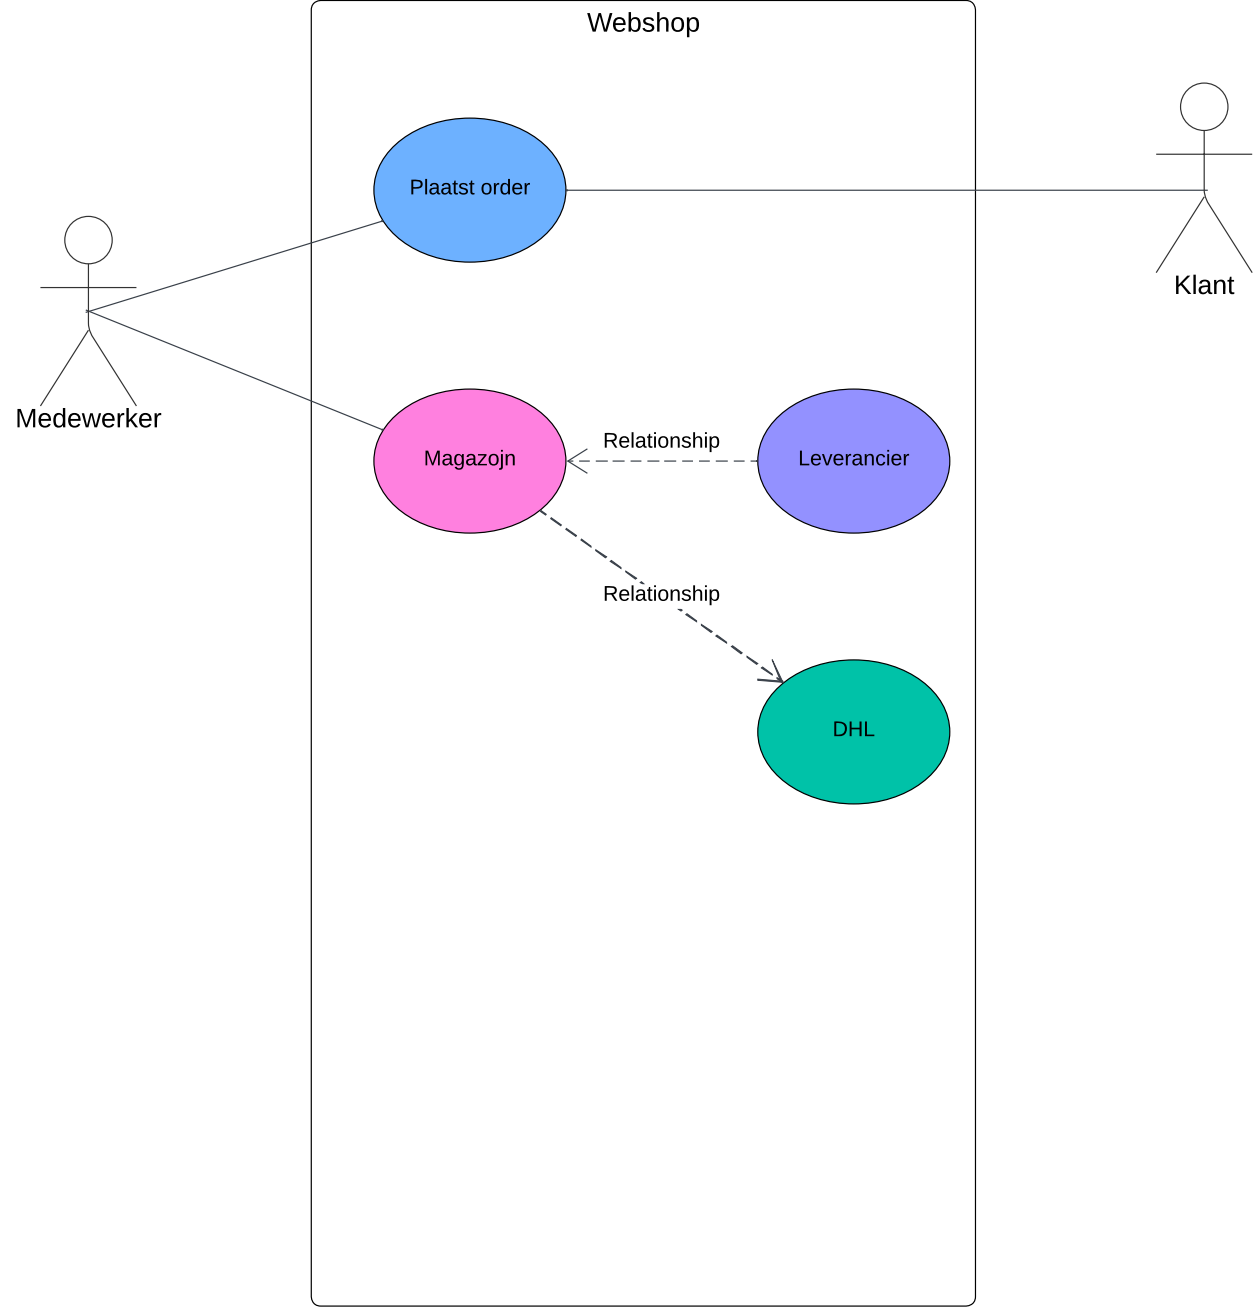 Webshop
Plaatst order
Klant
Medewerker
Magazojn
Relationship
Leverancier
Relationship
DHL